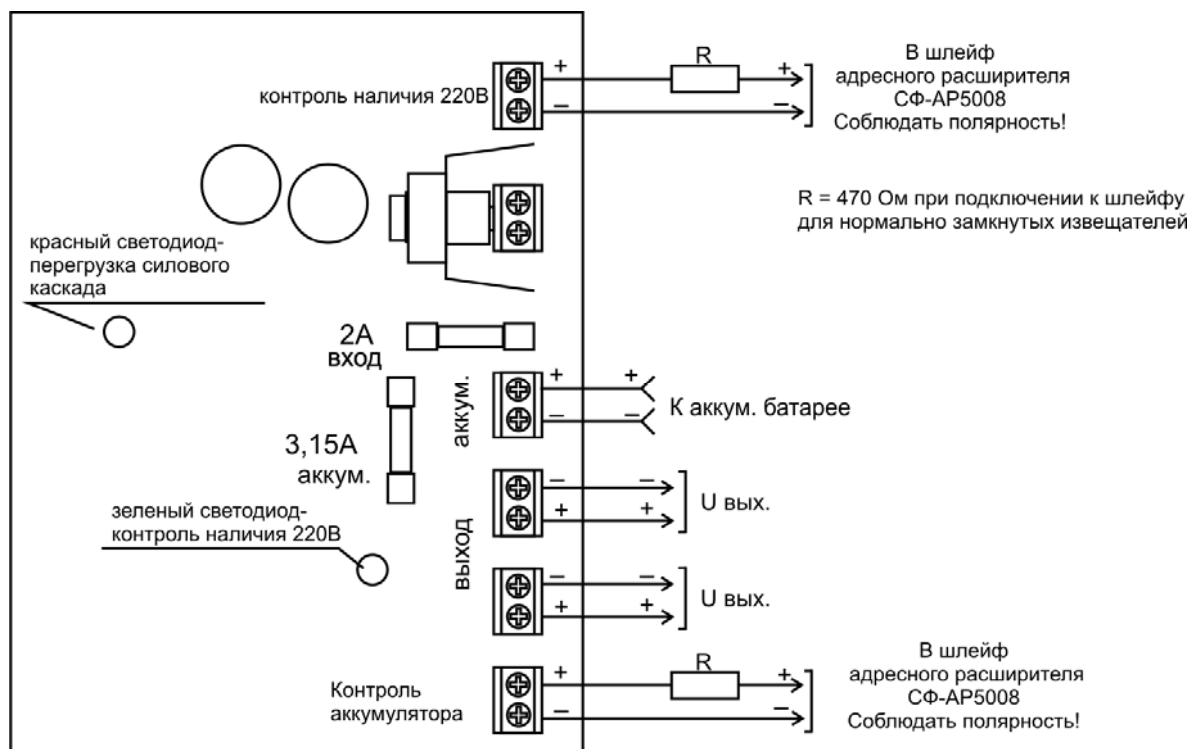 контроль наличия 220В
+
–
R
+
–
В шлейф
адресного расширителя
СФ-АР5008
Соблюдать полярность!
R = 470 Ом при подключении к шлейфу
для нормально замкнутых извещателей
красный светодиод-
перегрузка силового
каскада
2А
вход
3,15А
аккум.
аккум.
+
–
+
–
К аккум. батарее
зеленый светодиод-
контроль наличия 220В
выход
–
+
–
+
U вых.
–
+
–
+
U вых.
Контроль
аккумулятора
+
–
R
+
–
В шлейф
адресного расширителя
СФ-АР5008
Соблюдать полярность!